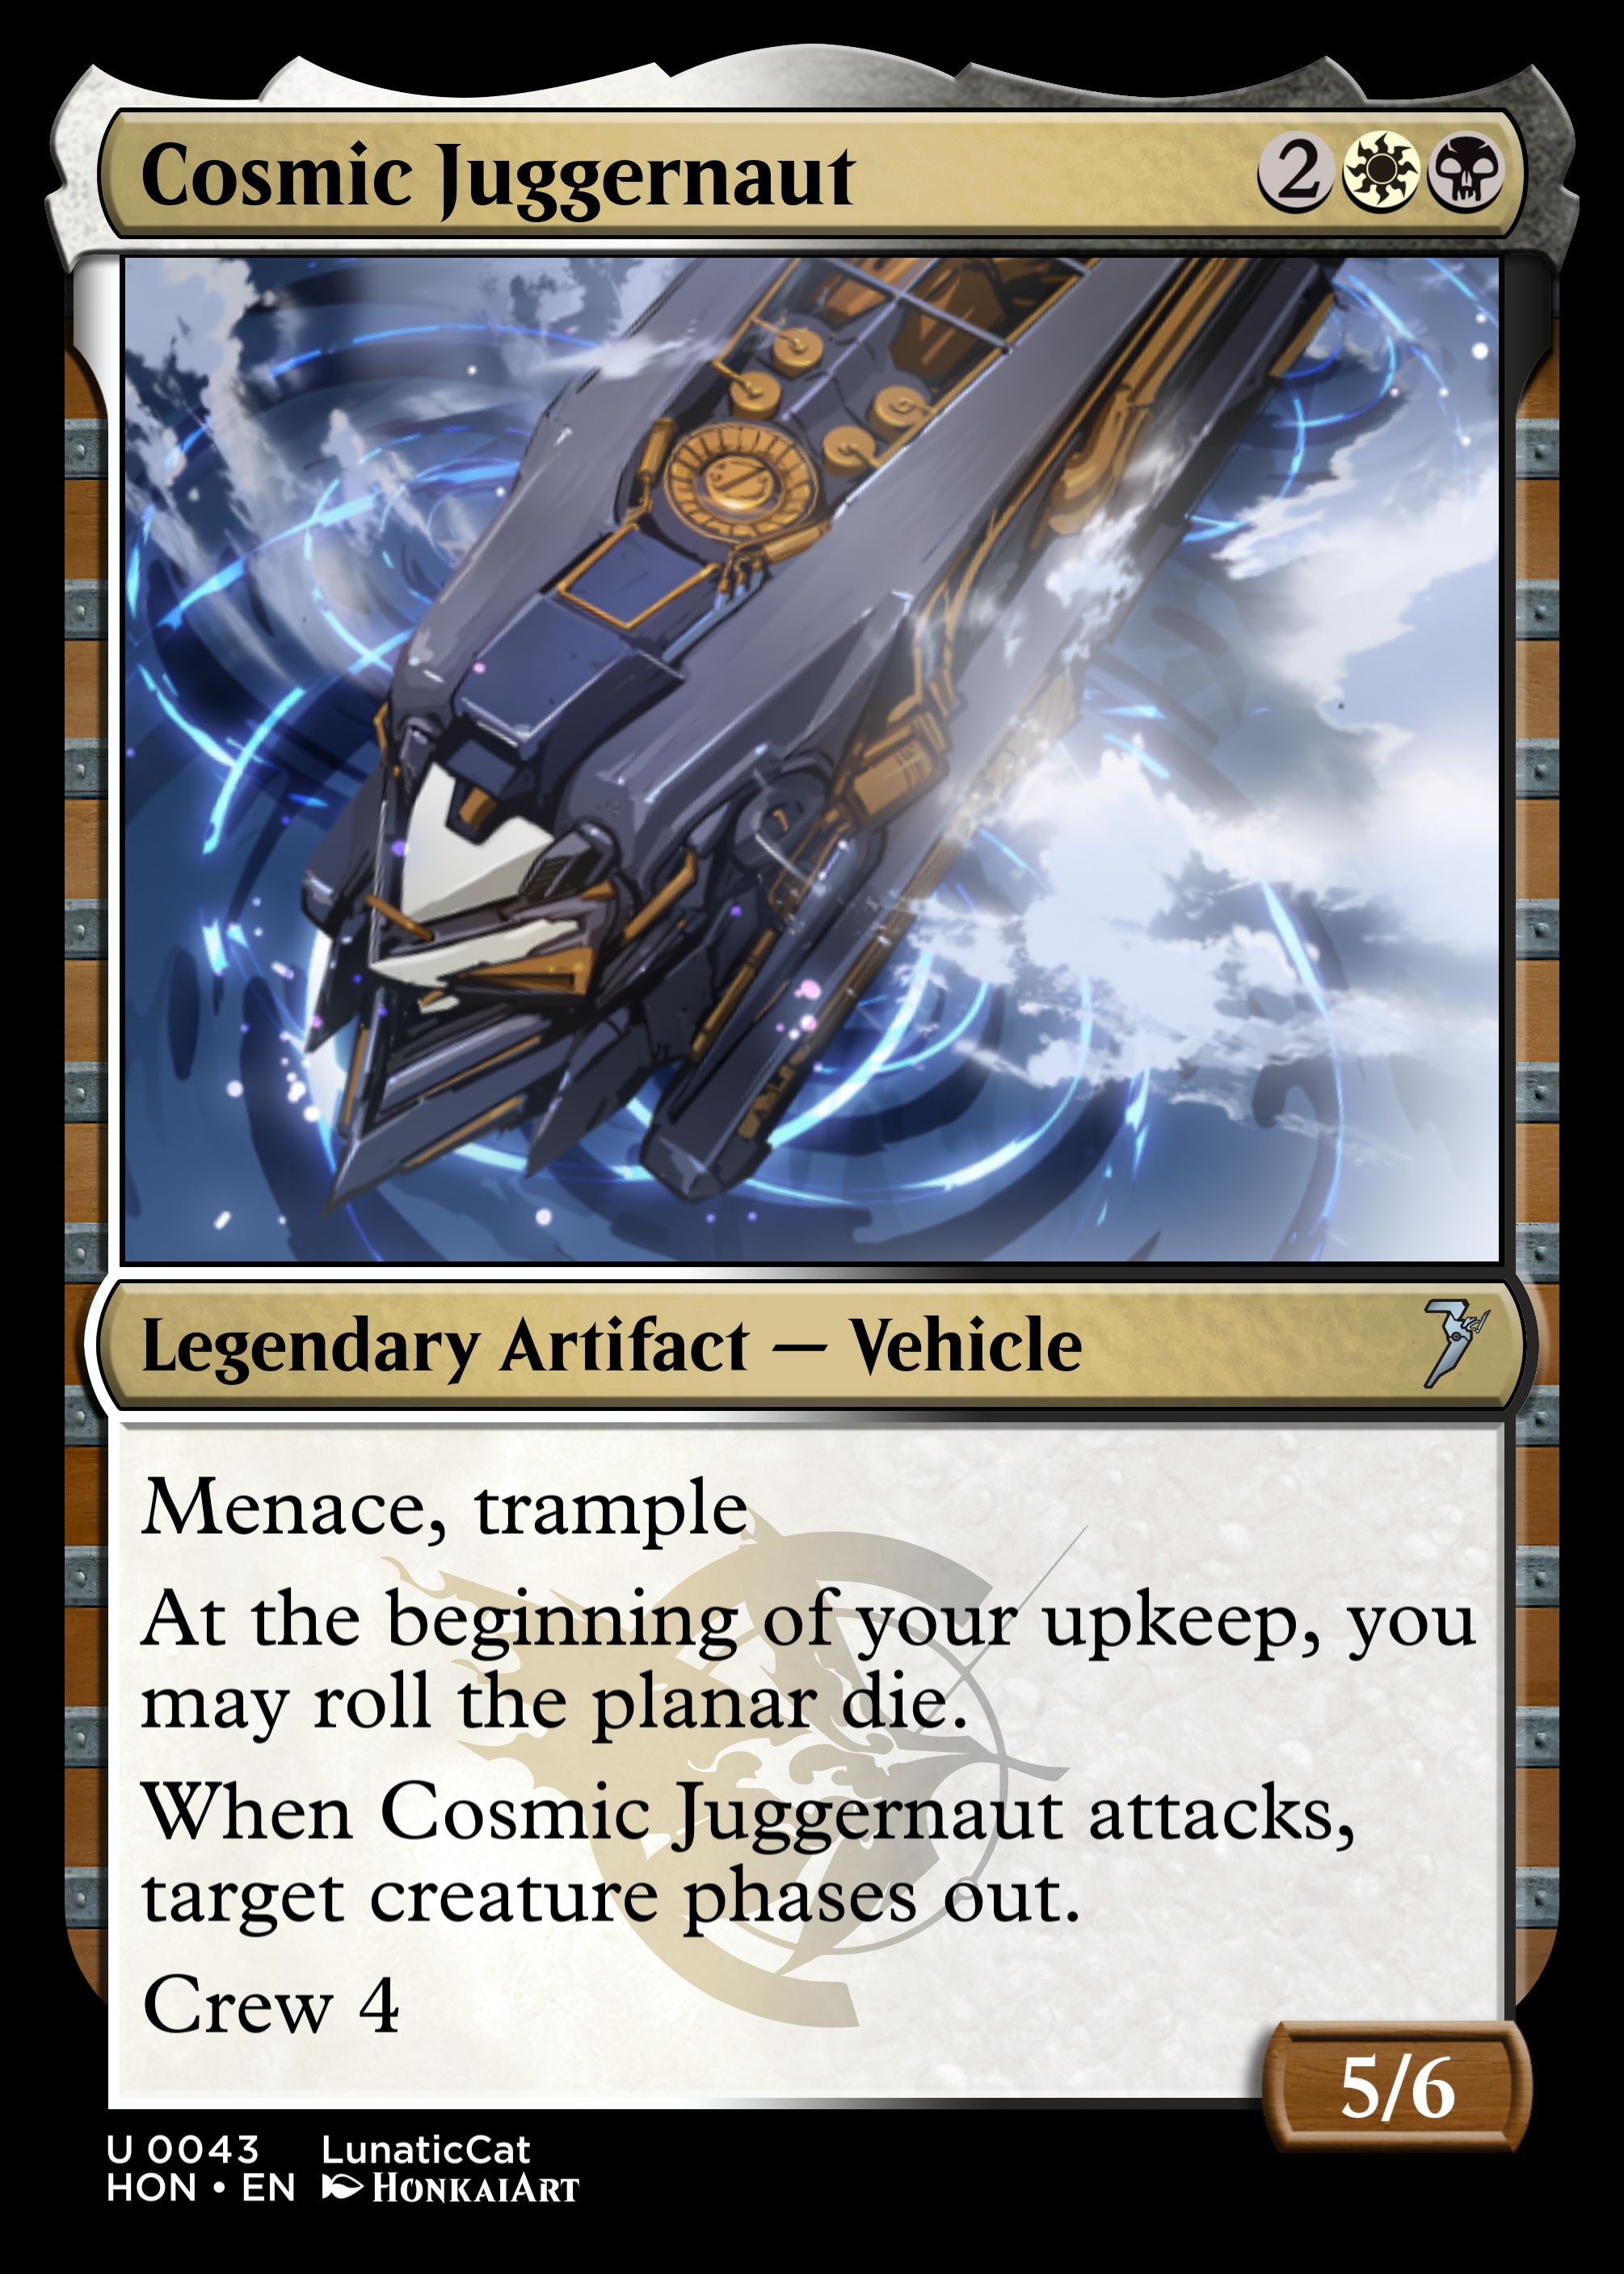 Cosmic Juggernaut 2
Legendary Artifact — Vehicle
Menace, trample
At the beginning of your upkeep, you
may roll the planar die.
When Cosmic Juggernaut attacks,
target creature phases out.
Crew 4
5/6
U 0043 LunaticCat
HON • EN HonkaiArt